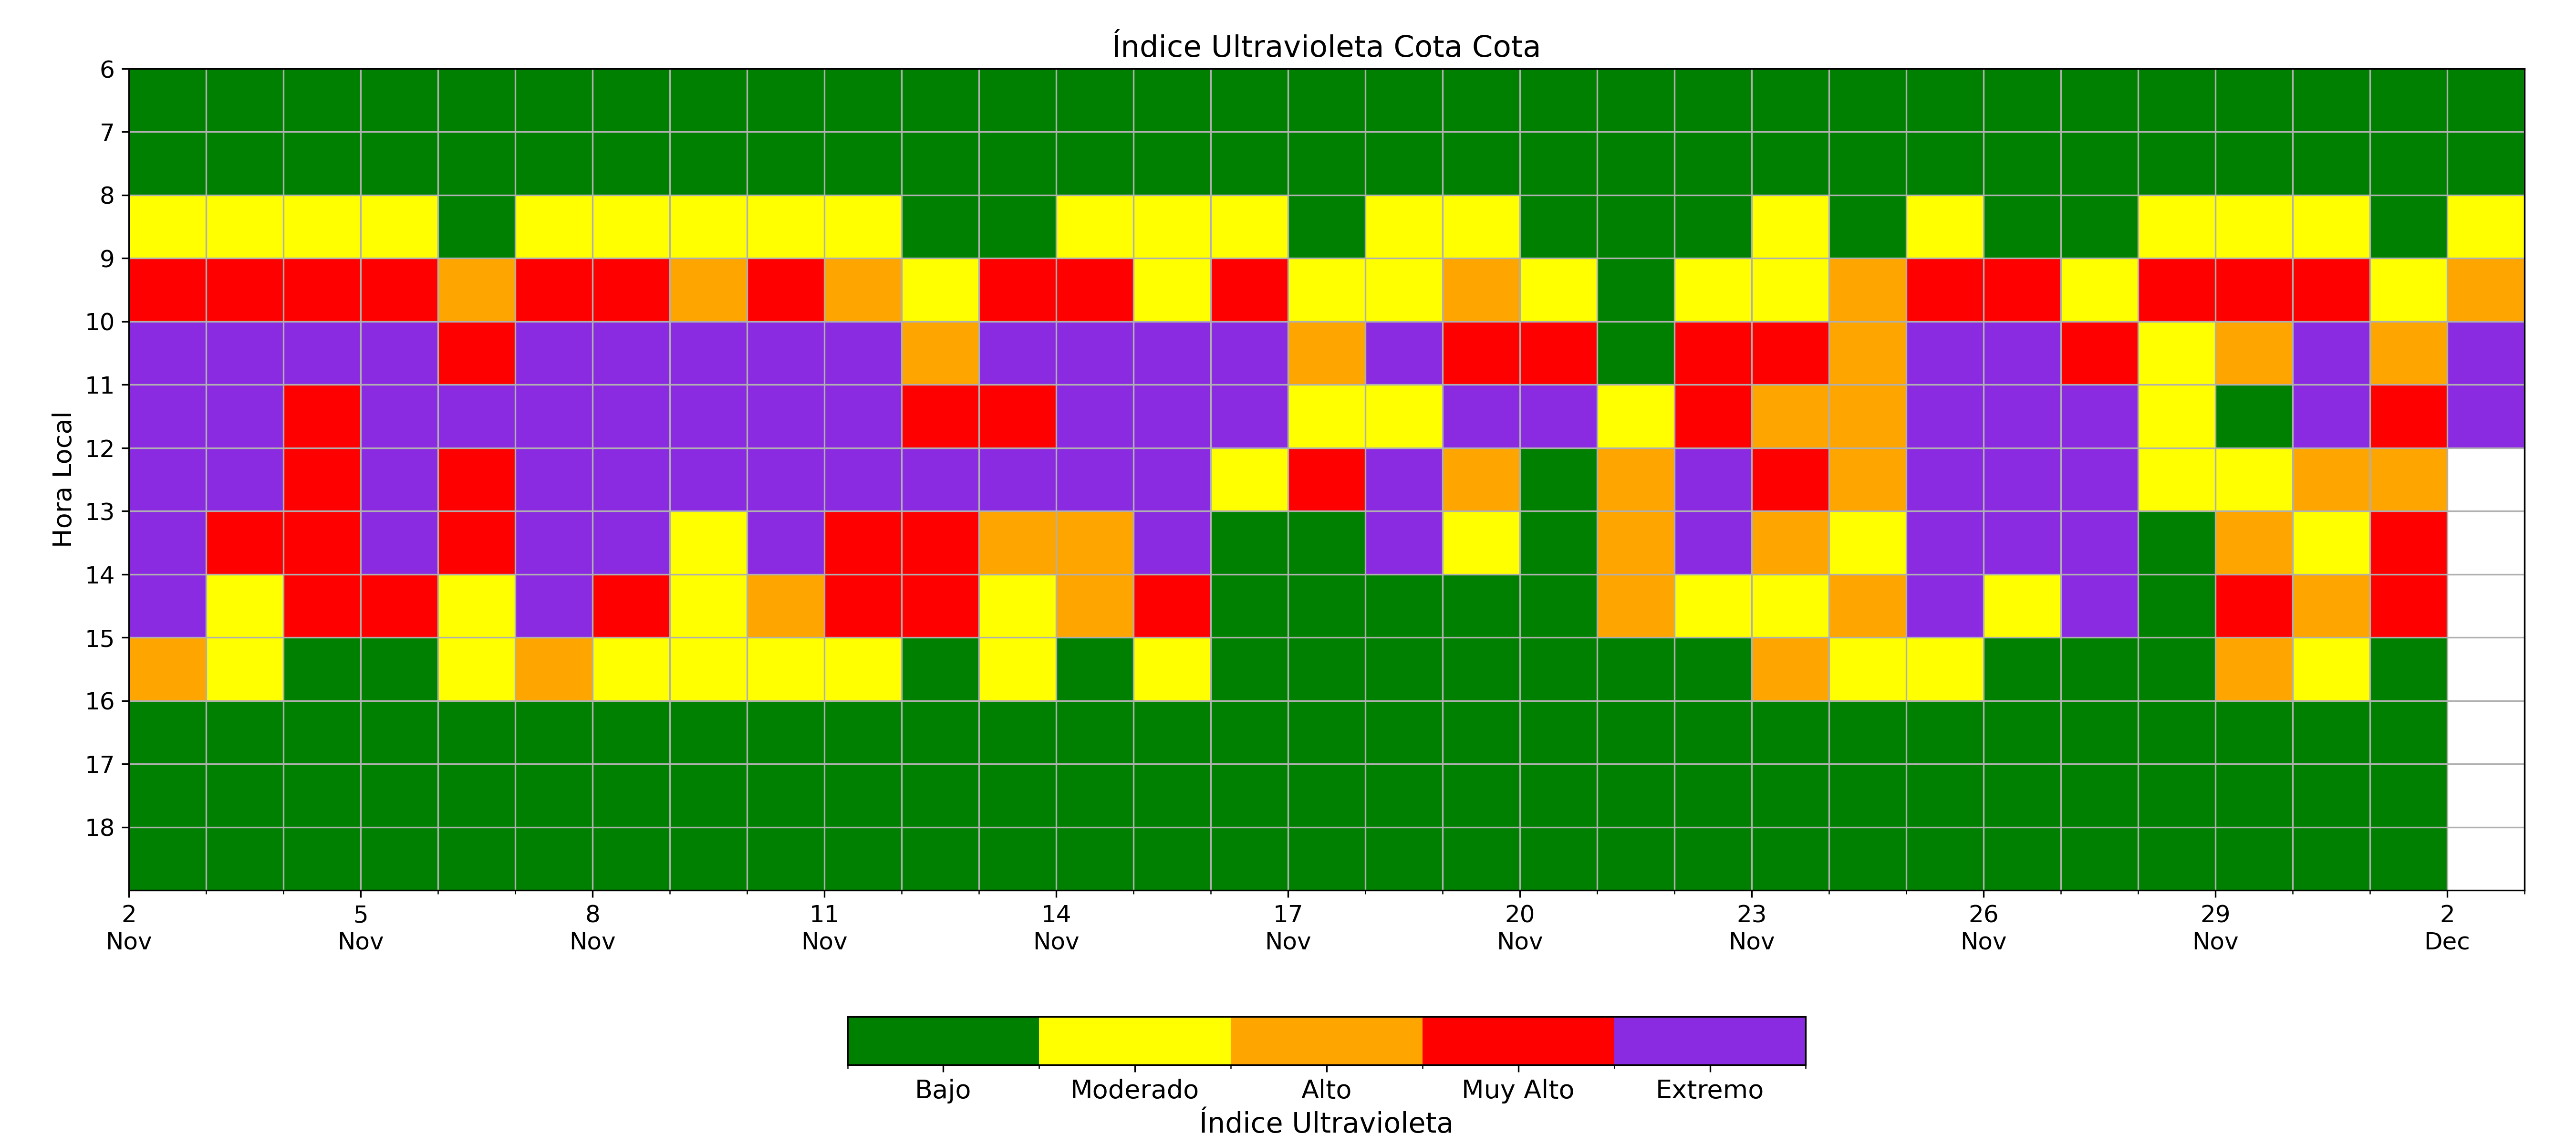 Índice Ultravioleta Cota Cota
Hora Local
6
7
8
9
10
11
12
13
14
15
16
17
18
2 5 8 11 14 17 20 23 26 29 2
Nov Nov Nov Nov Nov Nov Nov Nov Nov Nov Dec
Bajo Moderado Alto Muy Alto Extremo
Índice Ultravioleta